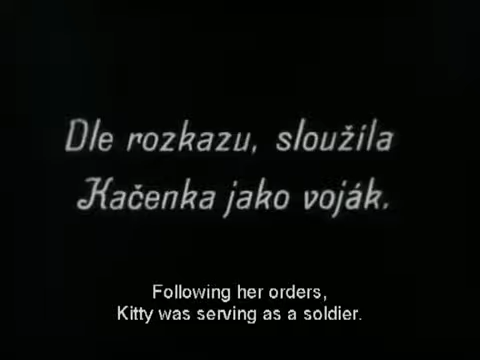 Dle rozkazu, sloužila
Kačenka jako voják.
Following her orders,
Kitty was serving as a soldier.